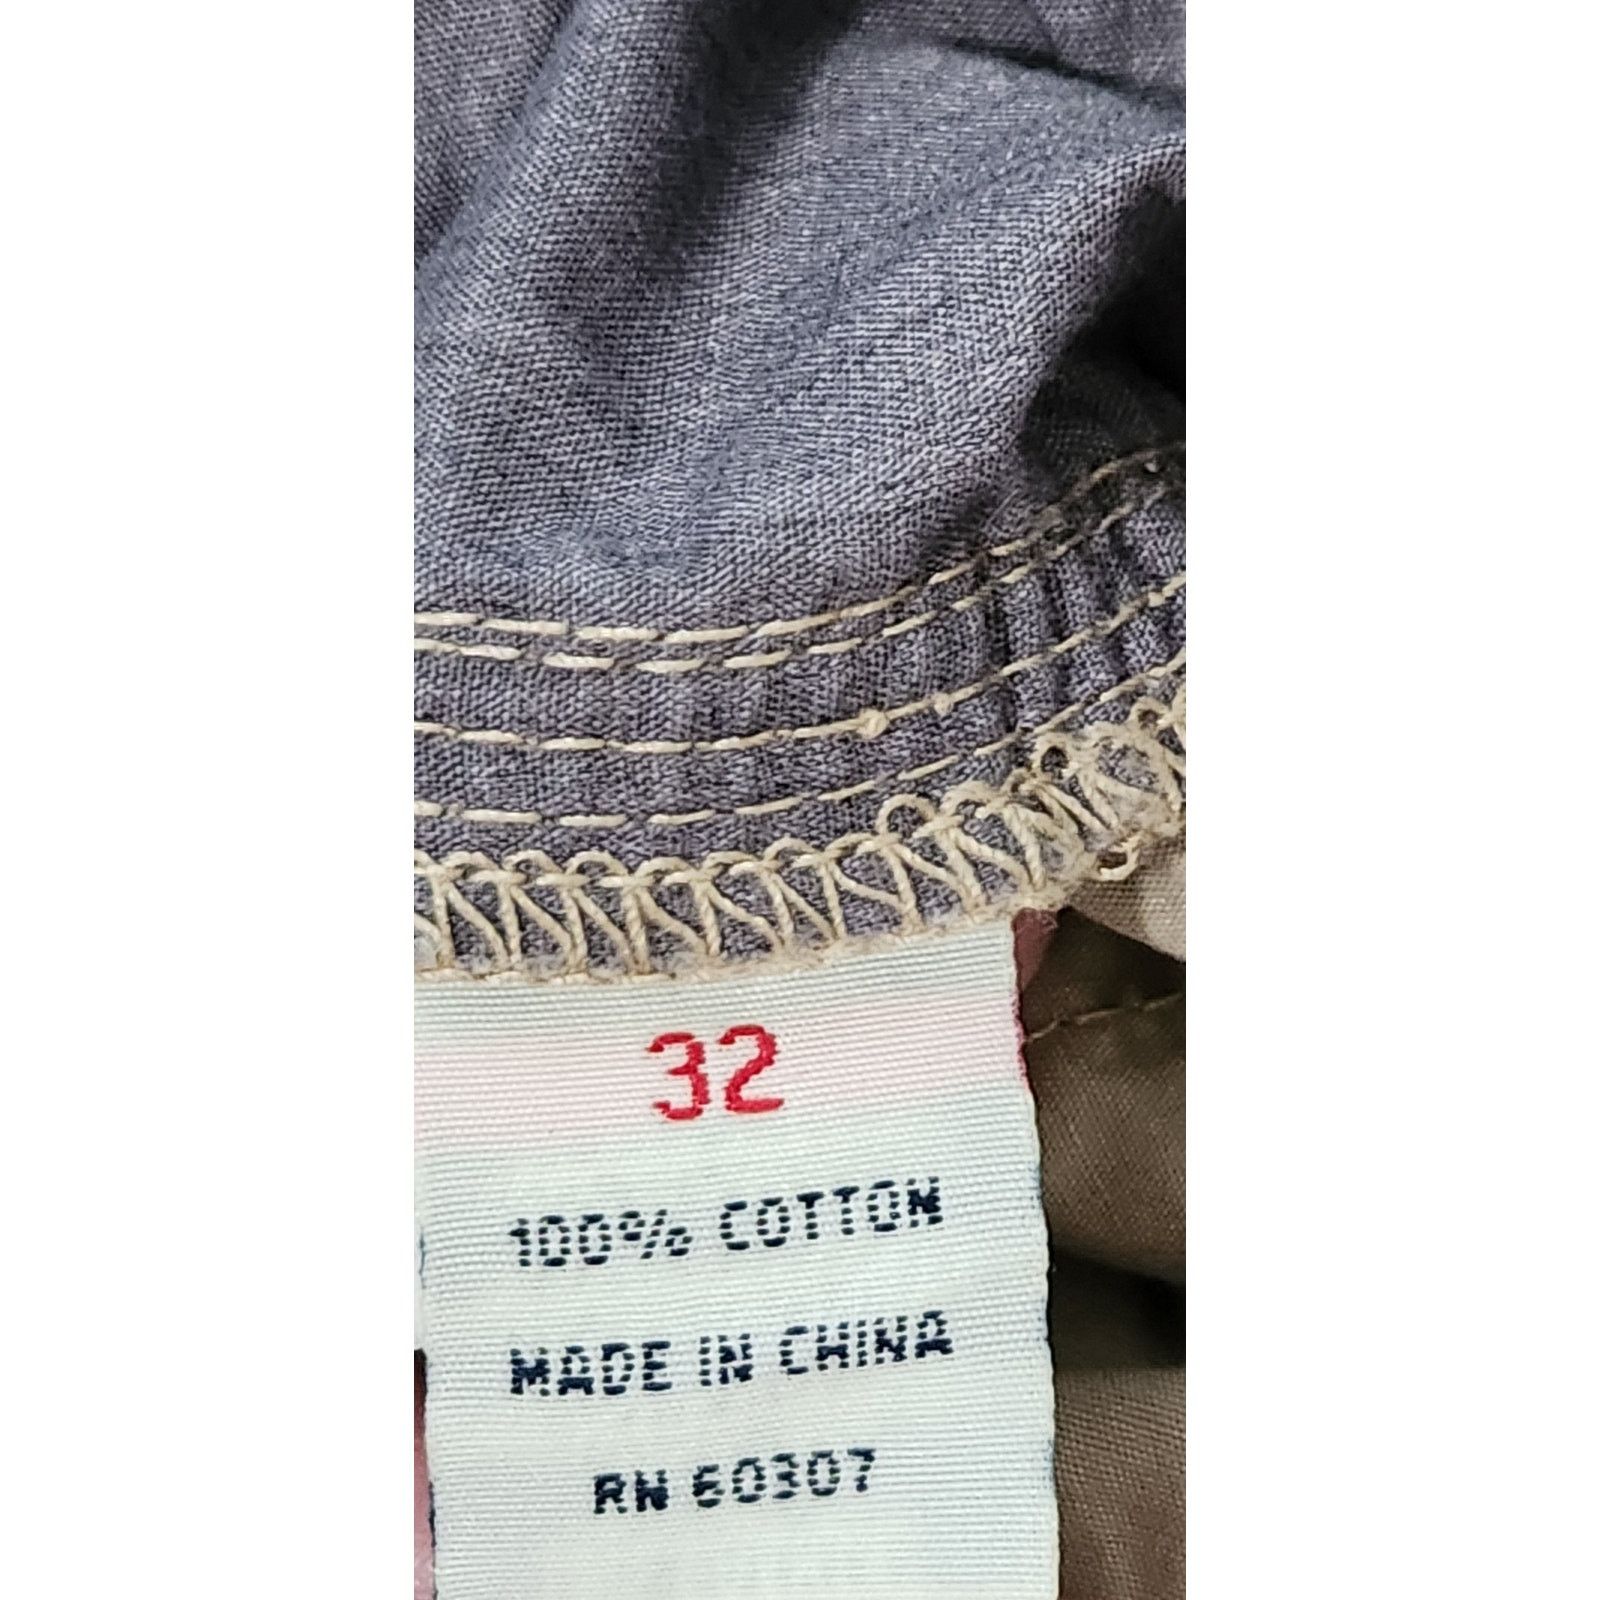 32
100% COTTON
MADE IN CHINA
RN 60307